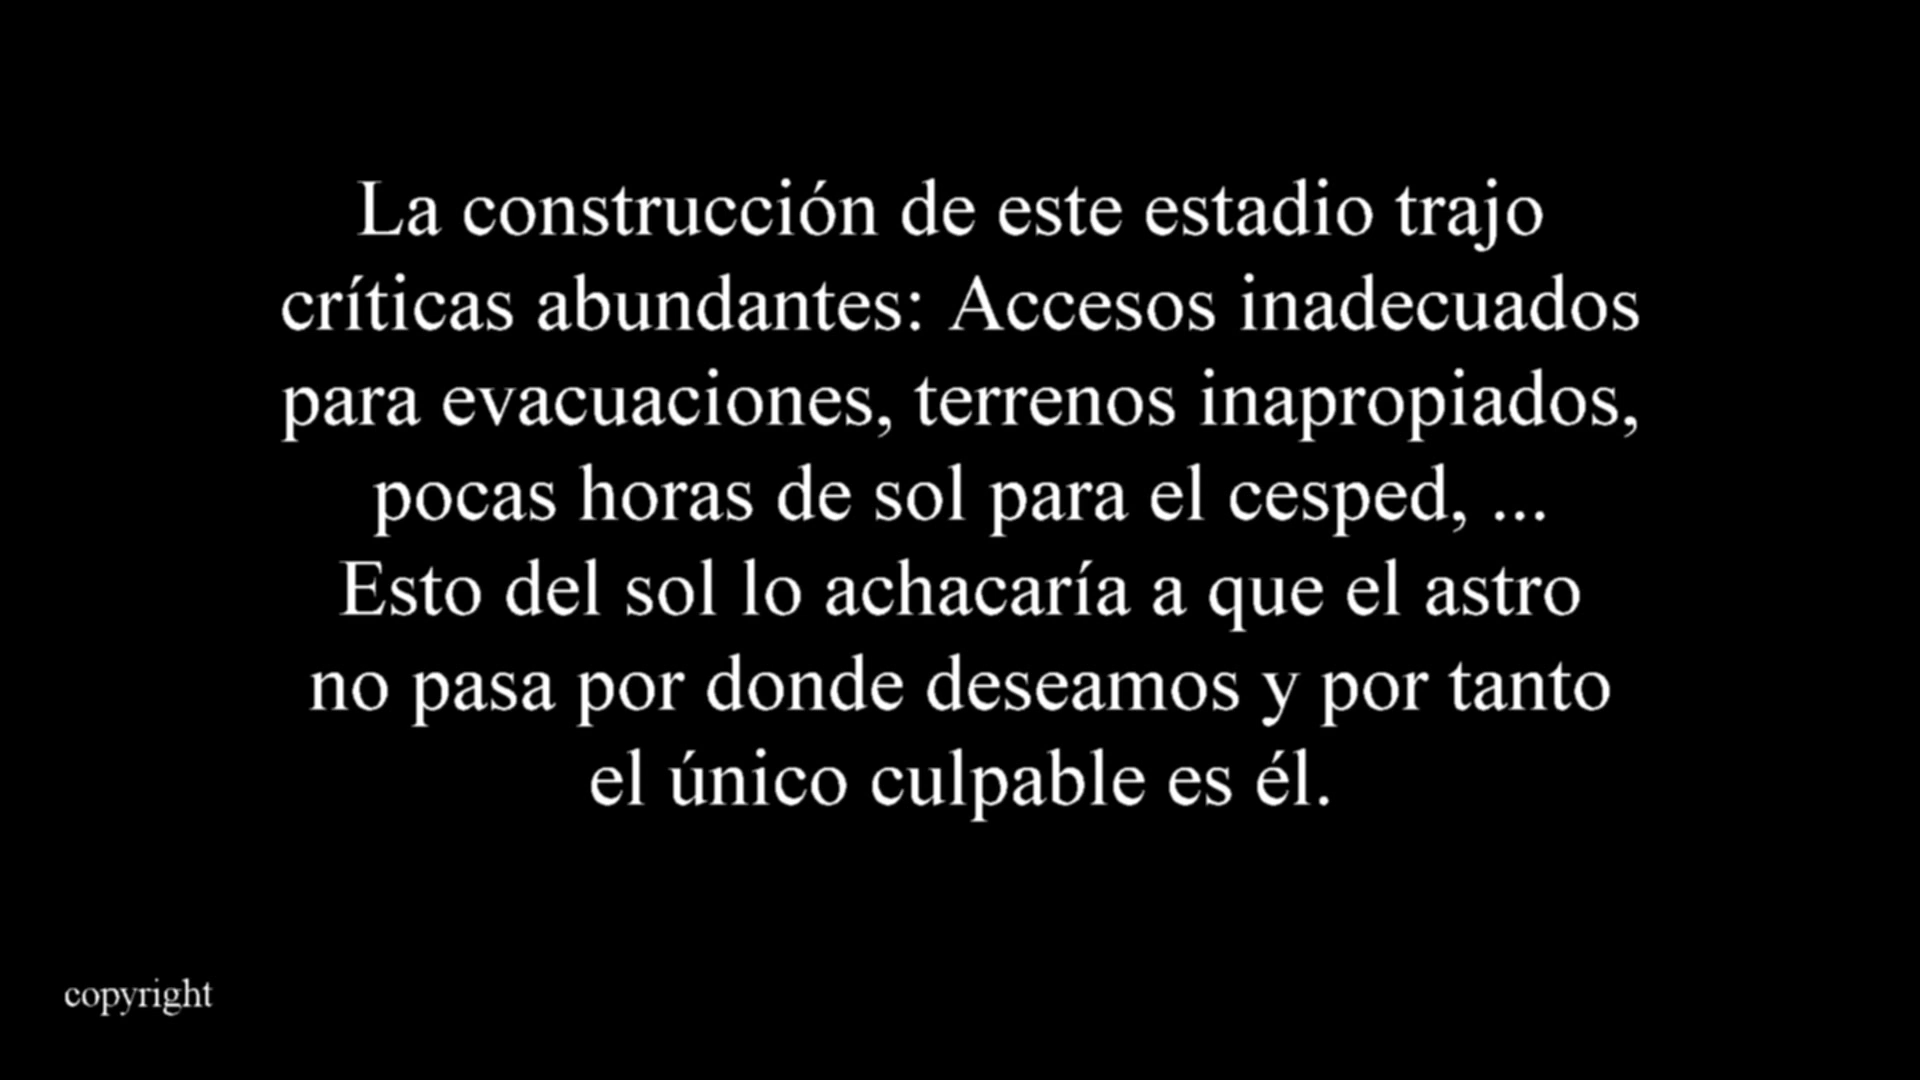 La construcción de este estadio trajo
críticas abundantes: Accesos inadecuados
para evacuaciones, terrenos inapropiados,
pocas horas de sol para el cesped, ...
Esto del sol lo achacaría a que el astro
no pasa por donde deseamos y por tanto
el único culpable es él.
copyright